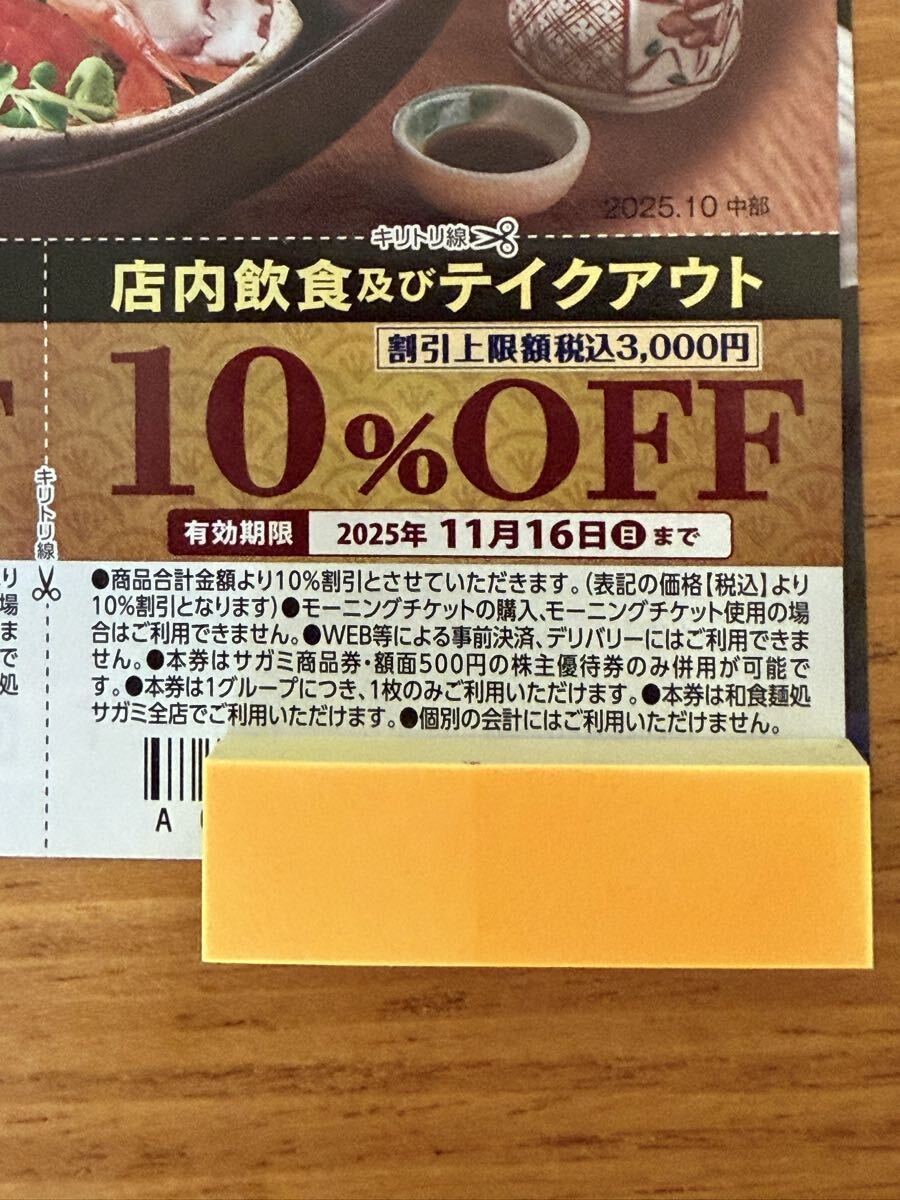 2025.10 中部
キリトリ線
店内飲食及びテイクアウト
割引上限額税込3,000円
10%OFF
キリトリ線
有効期限 2025年 11月16日日まで
●商品合計金額より10%割引とさせていただきます。(表記の価格【税込】より
10%割引となります)●モーニングチケットの購入、モーニングチケット使用の場
合はご利用できません。●WEB等による事前決済、デリバリーにはご利用できま
せん。●本券はサガミ商品券・額面500円の株主優待券のみ併用が可能で
す。●本券は1グループにつき、1枚のみご利用いただけます。●本券は和食麺処
サガミ全店でご利用いただけます。●個別の会計にはご利用いただけません。
A
り
場
ま
で
処